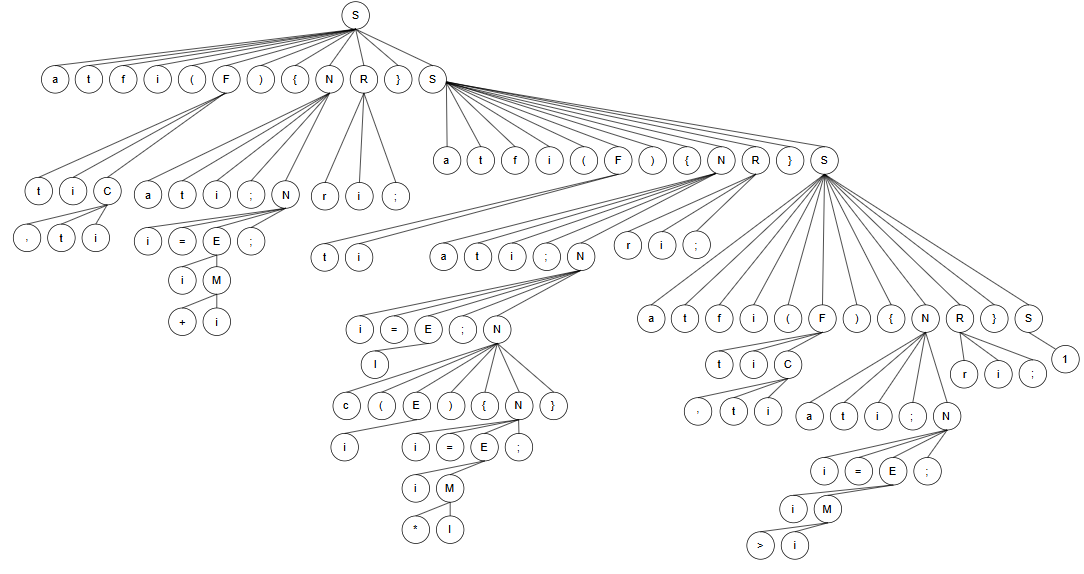 S
a t f i ( F ) { N R } S
a t f i ( F ) { N R } S
t i C a t i ; N r i ;
, t i i = E ; t i a t i ; N r i ;
i M
+ i i = E ; N a t f i ( F ) { N R } S
l t i C r i ; 1
c ( E ) { N } , t i a t i ; N
i i = E ; i = E ;
i M i M
* l > i